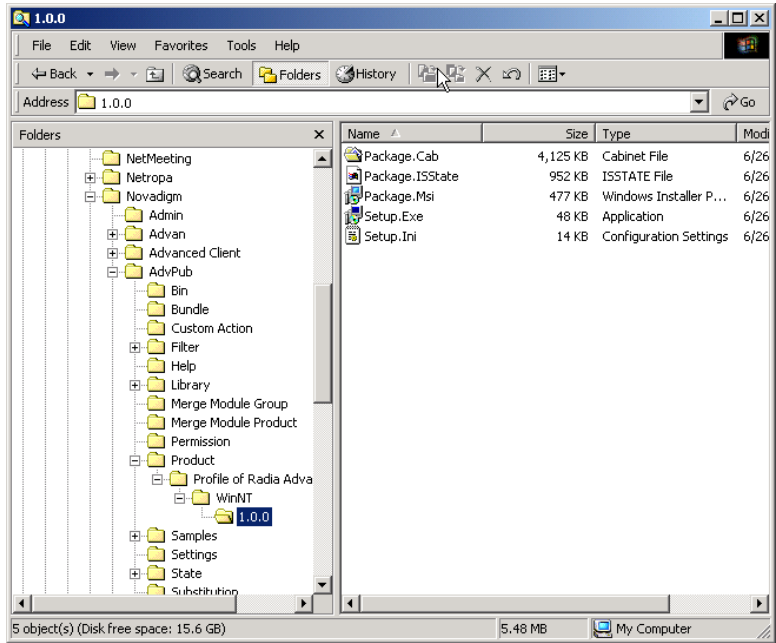 1.0.0
File Edit View Favorites Tools Help
Back Search Folders History
Address 1.0.0 Go
Folders
NetMeeting
Netropa
Novadigm
Admin
Advan
Advanced Client
AdvPub
Bin
Bundle
Custom Action
Filter
Help
Library
Merge Module Group
Merge Module Product
Permission
Product
Profile of Radia Adva
WinNT
1.0.0
Samples
Settings
State
Substitution
Name Size Type Modi
Package.Cab 4,125 KB Cabinet File 6/26
Package.ISState 952 KB ISSTATE File 6/26
Package.Msi 477 KB Windows Installer P... 6/26
Setup.Exe 48 KB Application 6/26
Setup.Ini 14 KB Configuration Settings 6/26
5 object(s) (Disk free space: 15.6 GB) 5.48 MB My Computer